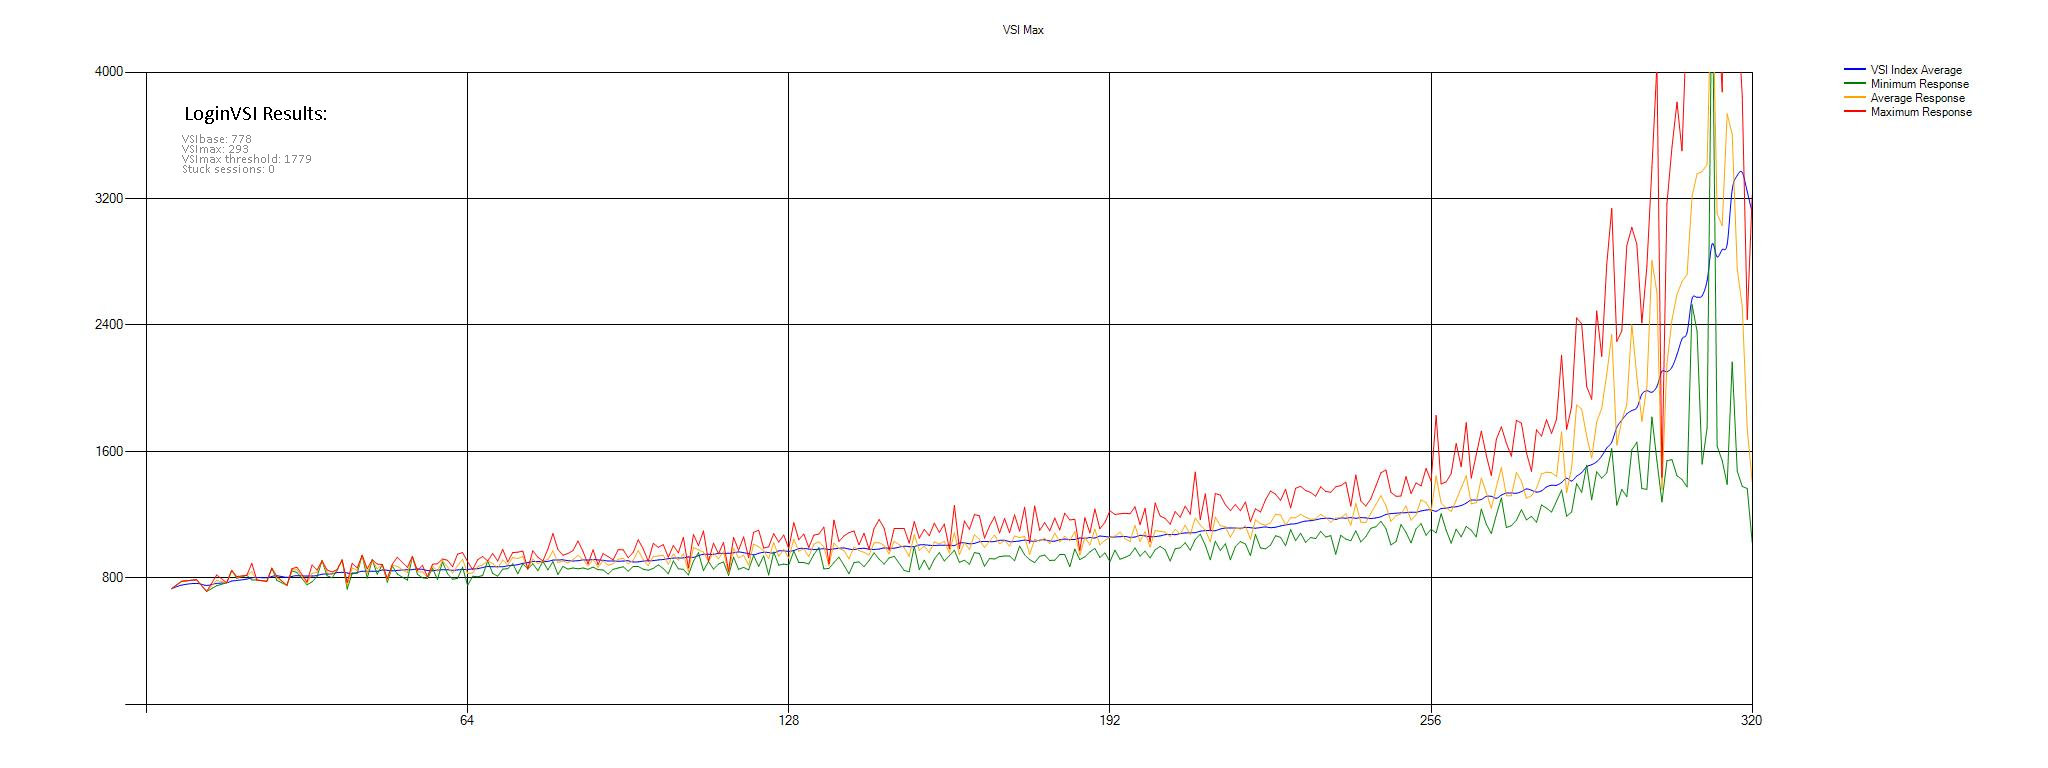 VSI Max
4000
3200
2400
1600
800
64
128
192
256
320
LoginVSI Results:
VSIbase: 778
VSImax: 293
VSImax threshold: 1779
Stuck sessions: 0
VSI Index Average
Minimum Response
Average Response
Maximum Response